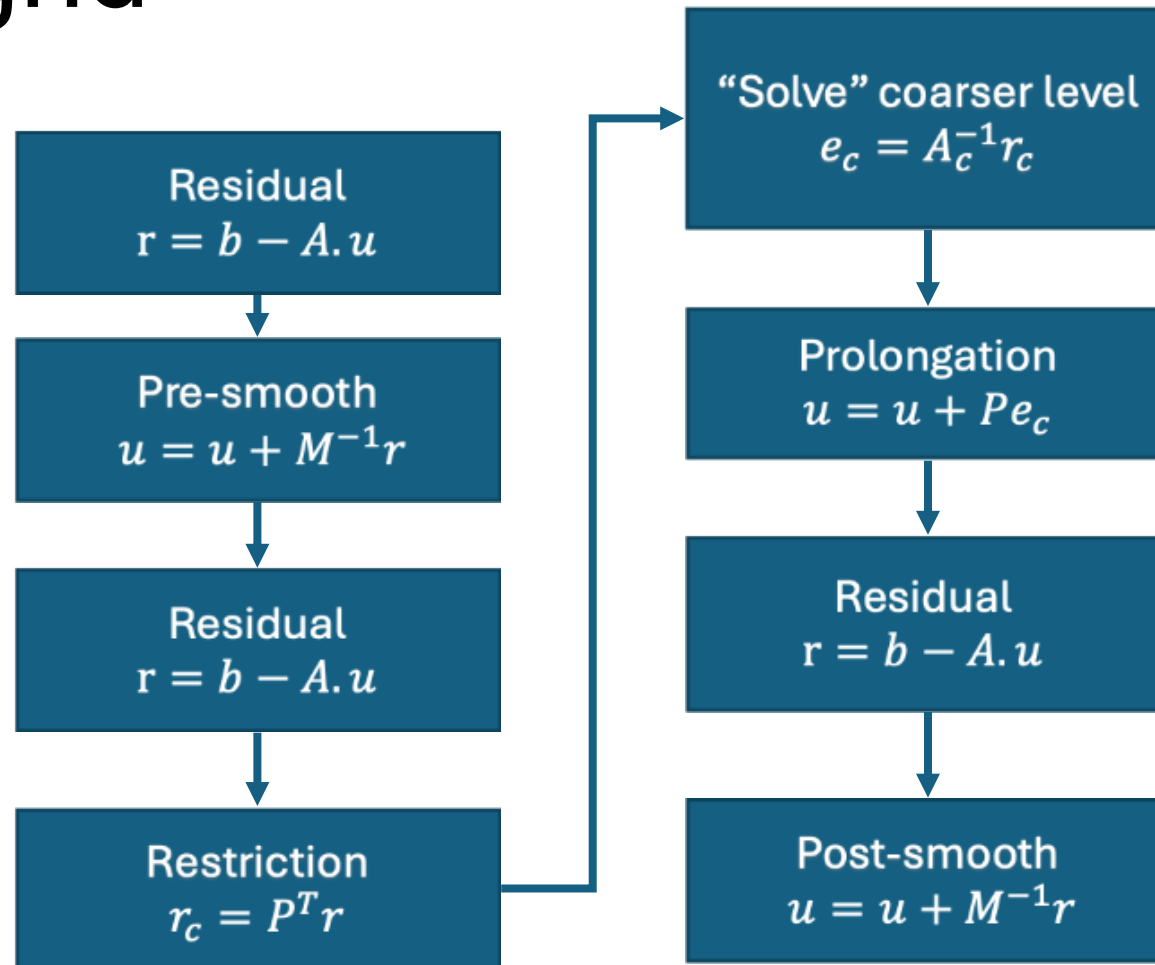 Residual
r = b − A. u
Pre-smooth
u = u + M⁻¹r
Residual
r = b − A. u
Restriction
r_c = Pᵀr
“Solve” coarser level
e_c = A_c⁻¹r_c
Prolongation
u = u + Pe_c
Residual
r = b − A. u
Post-smooth
u = u + M⁻¹r